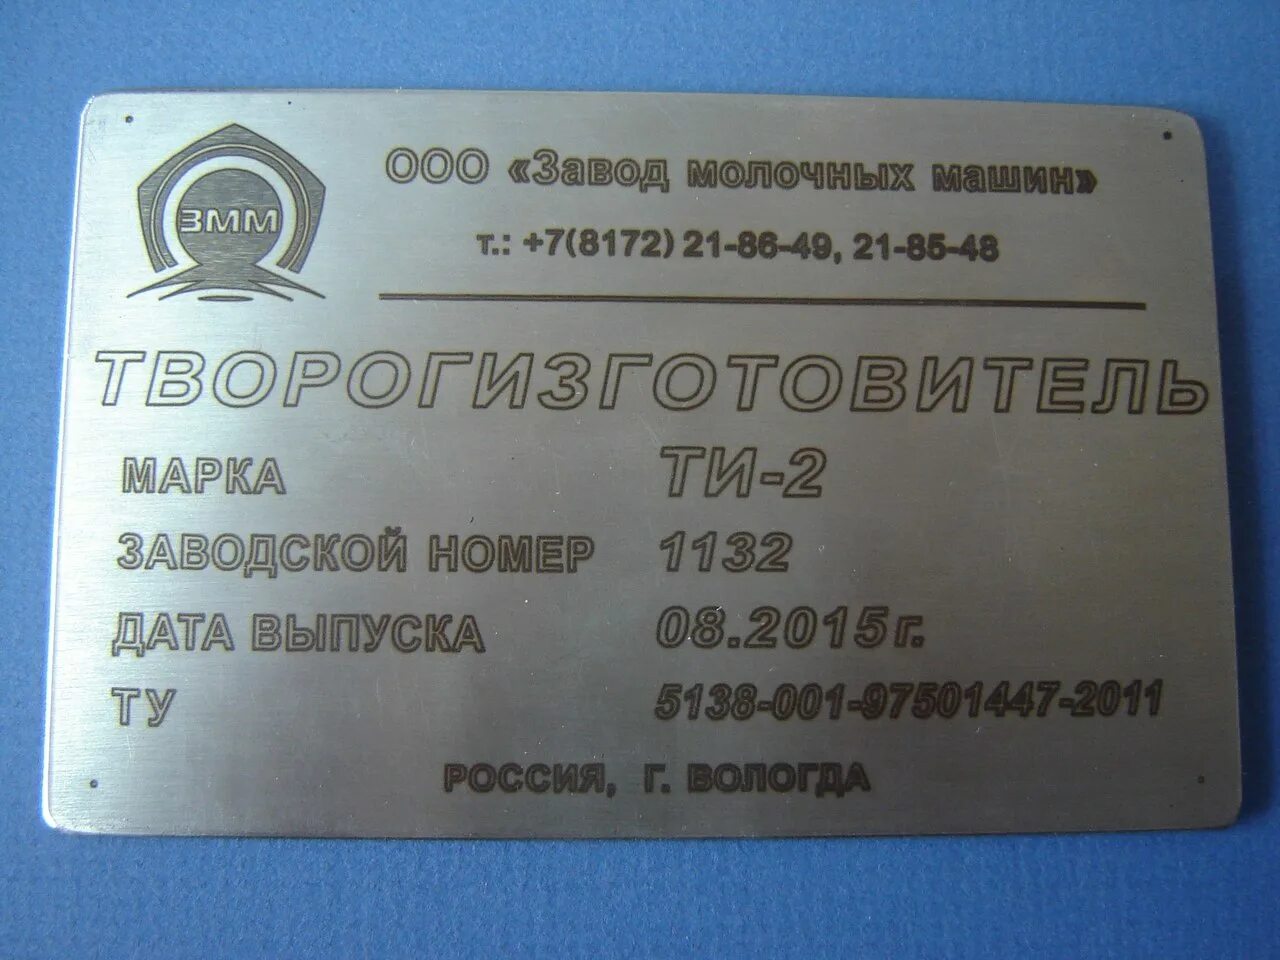 ЗММ
ООО «Завод молочных машин»
т.: +7(8172) 21-86-49, 21-85-48
ТВОРОГИЗГОТОВИТЕЛЬ
МАРКА ТИ-2
ЗАВОДСКОЙ НОМЕР 1132
ДАТА ВЫПУСКА 08.2015г.
ТУ 5138-001-97501447-2011
РОССИЯ, Г. ВОЛОГДА